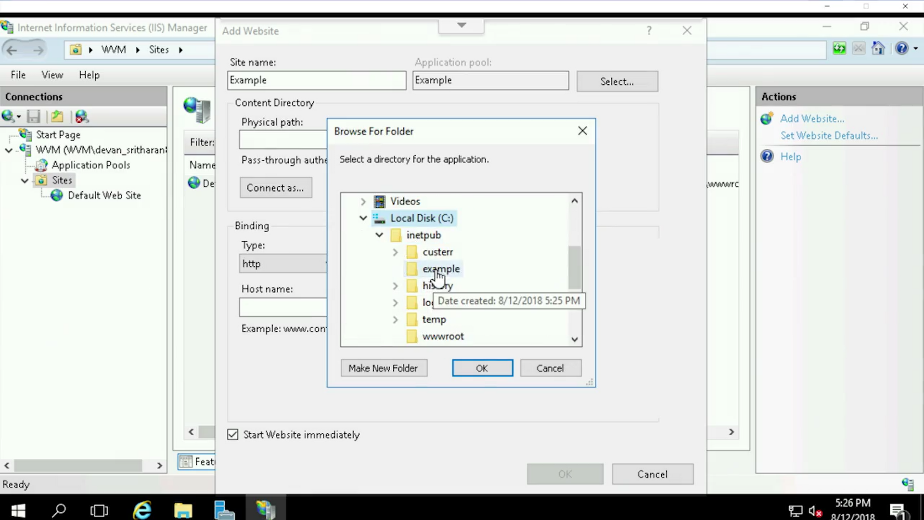 Internet Information Services (IIS) Manager
WVM
Sites
File
View
Help
Connections
Start Page
WVM (WVM\devan_sritharan
Application Pools
Sites
Default Web Site
Filter:
Name
De
Featu
Ready
Add Website
?
Site name:
Application pool:
Example
Example
Select...
Content Directory
Physical path:
Pass-through authe
Connect as...
Binding
Type:
http
Host name:
Example: www.cont
Start Website immediately
OK
Cancel
Browse For Folder
Select a directory for the application.
Videos
Local Disk (C:)
inetpub
custerr
example
history
Date created: 8/12/2018 5:25 PM
temp
wwwroot
Make New Folder
OK
Cancel
\wwwrc
Actions
Add Website...
Set Website Defaults...
Help
5:26 PM
8/12/2018